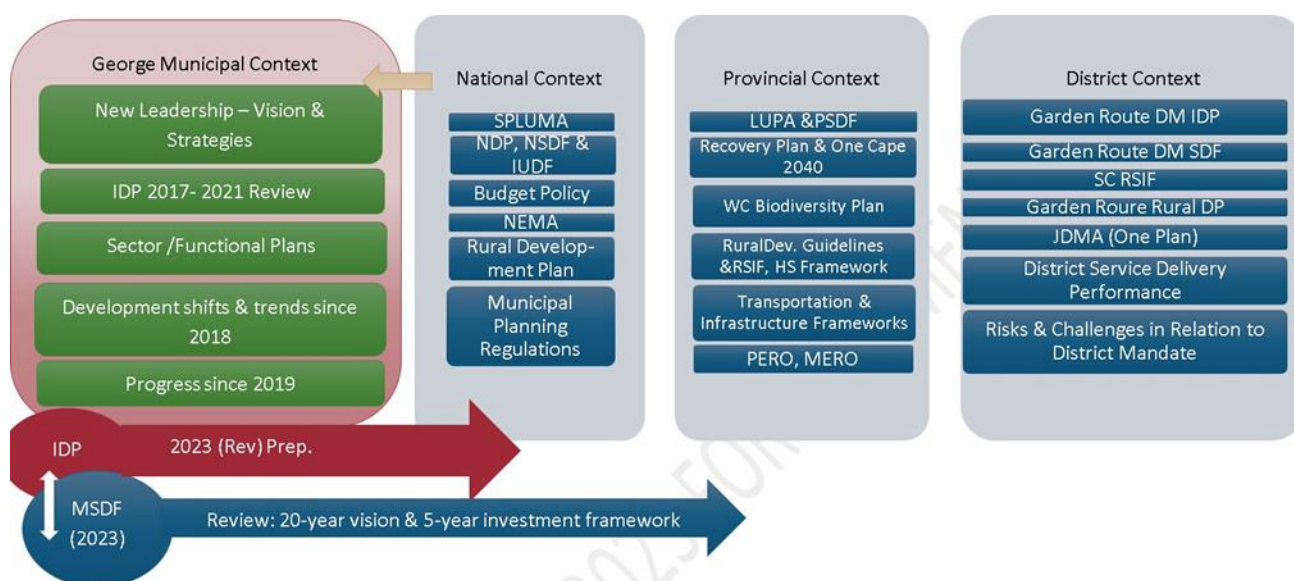 George Municipal Context
New Leadership – Vision &
Strategies
IDP 2017- 2021 Review
Sector /Functional Plans
Development shifts & trends since
2018
Progress since 2019
National Context
SPLUMA
NDP, NSDF &
IUDF
Budget Policy
NEMA
Rural Develop-
ment Plan
Municipal
Planning
Regulations
Provincial Context
LUPA &PSDF
Recovery Plan & One Cape
2040
WC Biodiversity Plan
RuralDev. Guidelines
&RSIF, HS Framework
Transportation &
Infrastructure Frameworks
PERO, MERO
District Context
Garden Route DM IDP
Garden Route DM SDF
SC RSIF
Garden Roure Rural DP
JDMA (One Plan)
District Service Delivery
Performance
Risks & Challenges in Relation to
District Mandate
IDP
2023 (Rev) Prep.
MSDF
(2023)
Review: 20-year vision & 5-year investment framework